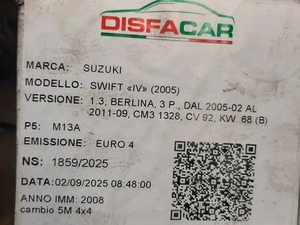 DISFACAR
MARCA: SUZUKI
MODELLO: SWIFT «IV» (2005)
VERSIONE: 1.3, BERLINA, 3 P., DAL 2005-02 AL
2011-09, CM3 1328, CV 92, KW. 68 (B)
P5: M13A
EMISSIONE: EURO 4
NS: 1859/2025
DATA:02/09/2025 08:48:00
ANNO IMM: 2008
cambio 5M 4x4